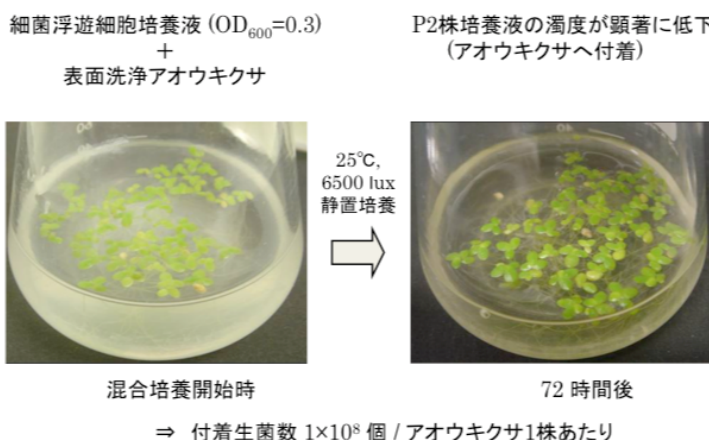 細菌浮遊細胞培養液 (OD600=0.3)
+
表面洗浄アオウキクサ
P2株培養液の濁度が顕著に低下
(アオウキクサへ付着)
25℃,
6500 lux
静置培養
混合培養開始時
72 時間後
⇒ 付着生菌数 1×10⁸ 個 / アオウキクサ1株あたり